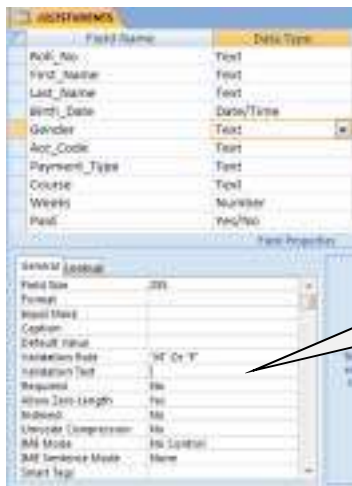 Field Name Data Type
Roll_No Text
First_Name Text
Last_Name Text
Birth_Date Date/Time
Gender Text
Acc_Code Text
Payment_Type Text
Course Text
Weeks Number
Paid Yes/No
Field Properties
General Lookup
Field Size 255
Format
Input Mask
Caption
Default Value
Validation Rule "M" Or "F"
Validation Text
Required No
Allow Zero Length Yes
Indexed No
Unicode Compression No
IME Mode No Control
IME Sentence Mode None
Smart Tags